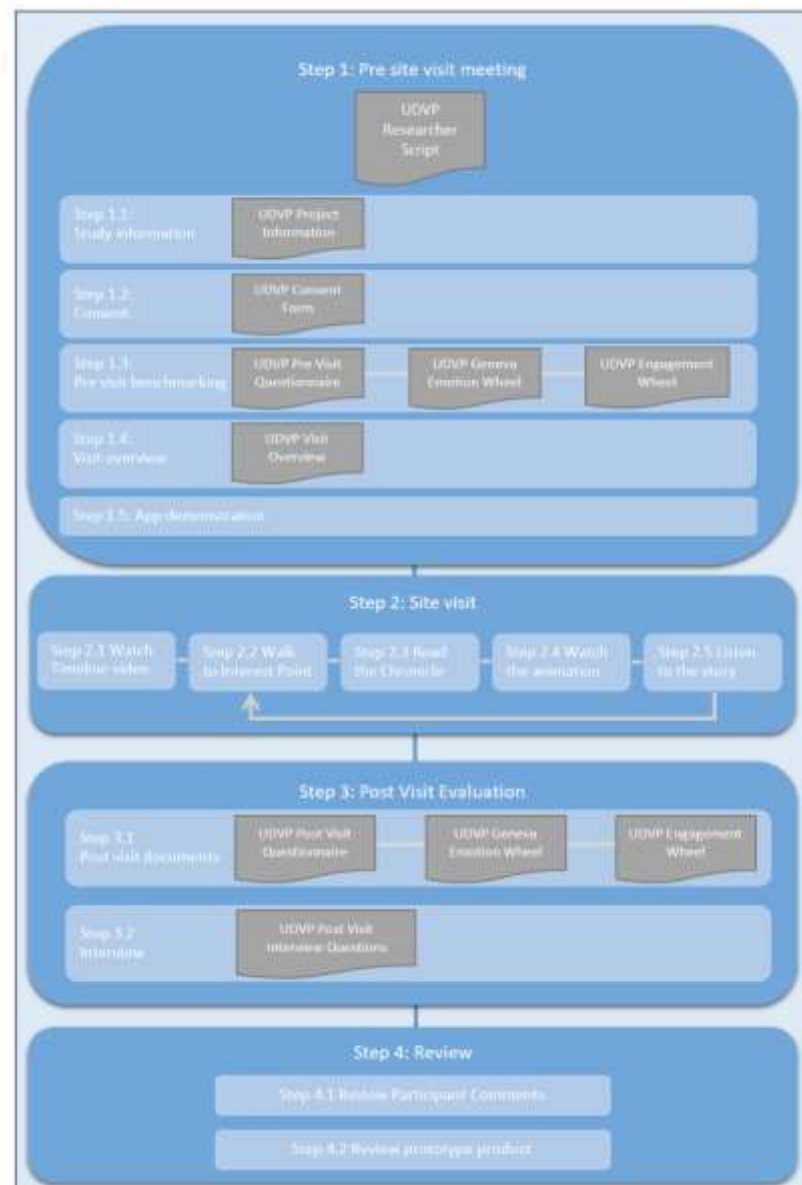 Step 1: Pre site visit meeting
UDVP
Researcher
Script
Step 1.1:
Study information
UDVP Project
Information
Step 1.2:
Consent
UDVP Consent
Form
Step 1.3:
Pre visit benchmarking
UDVP Pre Visit
Questionnaire
UDVP Geneva
Emotion Wheel
UDVP Engagement
Wheel
Step 1.4:
Visit overview
UDVP Visit
Overview
Step 1.5: App demonstration
Step 2: Site visit
Step 2.1 Watch
video
Step 2.2 Walk
to Interest Point
Step 2.3 Read
the Chronicle
Step 2.4 Watch
the animation
Step 2.5 Listen
to the story
Step 3: Post Visit Evaluation
Step 3.1
Post visit documents
UDVP Post Visit
Questionnaire
UDVP Geneva
Emotion Wheel
UDVP Engagement
Wheel
Step 3.2
Interview
UDVP Post Visit
Interview Questions
Step 4: Review
Step 4.1 Review Participant Comments
Step 4.2 Review prototype product